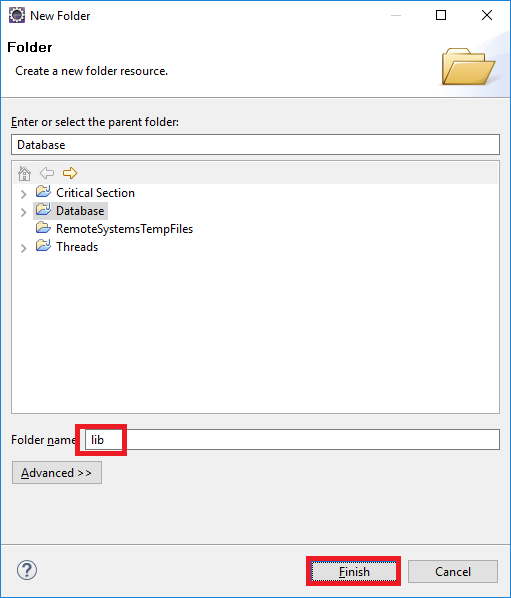 New Folder
Folder
Create a new folder resource.
Enter or select the parent folder:
Database
Critical Section
Database
RemoteSystemsTempFiles
Threads
Folder name
lib
Advanced >>
Finish
Cancel